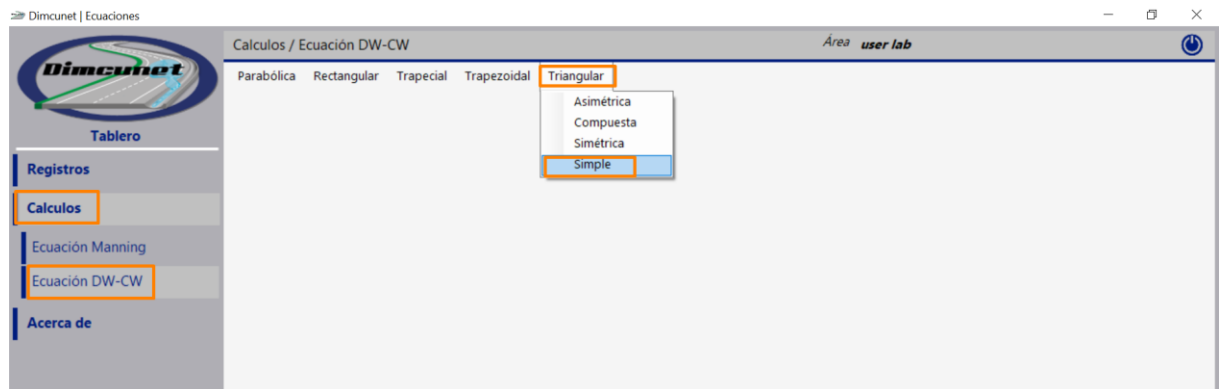 Dimcunet | Ecuaciones
Dimcunet
Tablero
Registros
Calculos
Ecuación Manning
Ecuación DW-CW
Acerca de
Calculos / Ecuación DW-CW
Área user lab
Parabólica Rectangular Trapecial Trapezoidal Triangular
Asimétrica
Compuesta
Simétrica
Simple